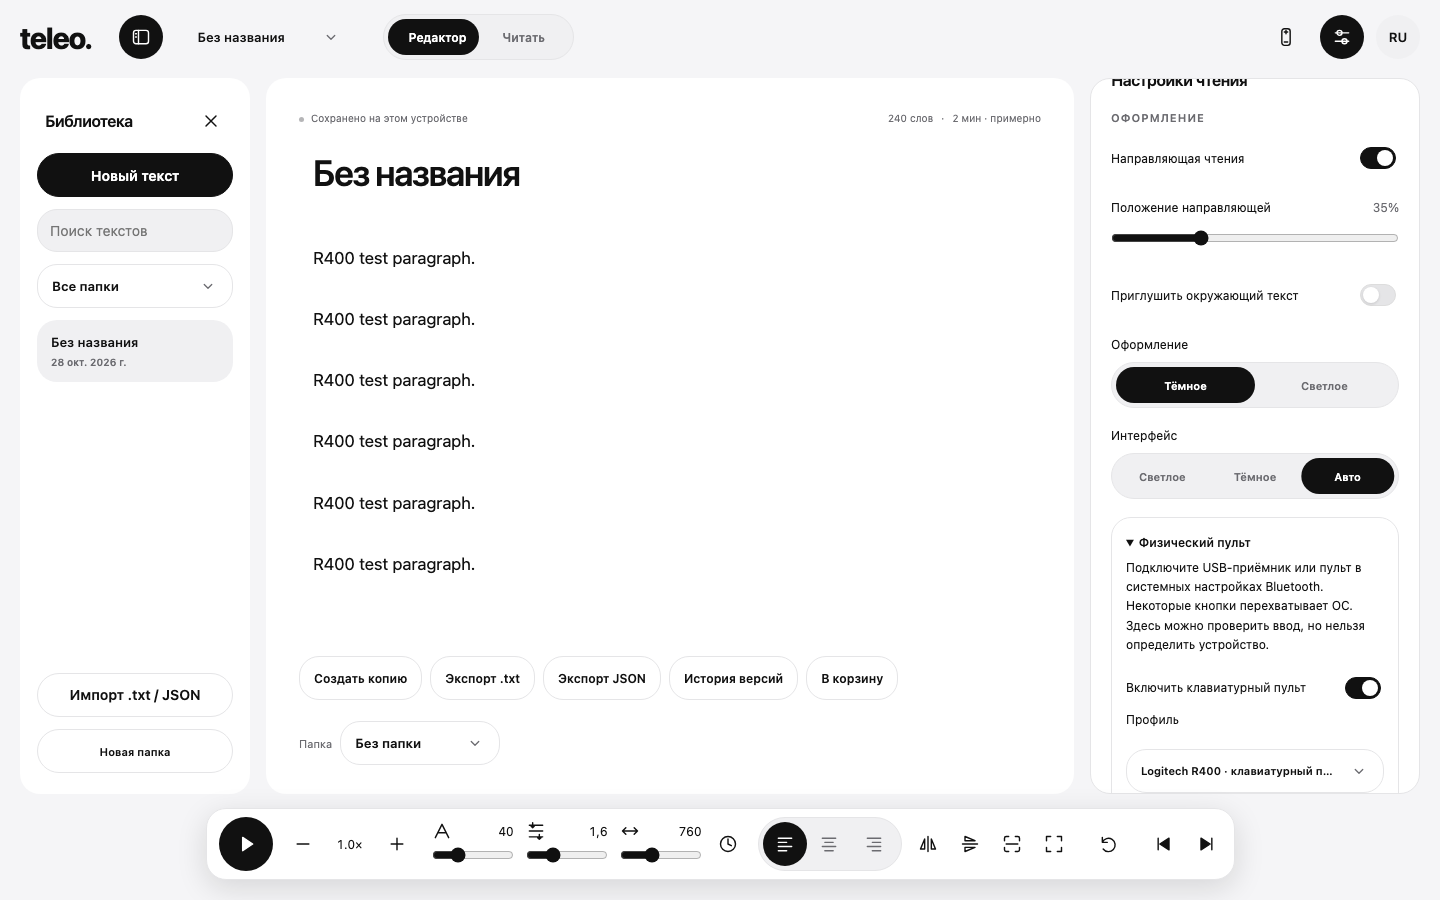 teleo.
Без названия
Редактор
Читать
RU
Библиотека
Новый текст
Поиск текстов
Все папки
Без названия
28 окт. 2026 г.
Импорт .txt / JSON
Новая папка
Сохранено на этом устройстве
240 слов · 2 мин · примерно
Без названия
R400 test paragraph.
R400 test paragraph.
R400 test paragraph.
R400 test paragraph.
R400 test paragraph.
R400 test paragraph.
Создать копию
Экспорт .txt
Экспорт JSON
История версий
В корзину
Папка
Без папки
Настройки чтения
ОФОРМЛЕНИЕ
Направляющая чтения
Положение направляющей 35%
Приглушить окружающий текст
Оформление
Тёмное Светлое
Интерфейс
Светлое Тёмное Авто
Физический пульт
Подключите USB-приёмник или пульт в
системных настройках Bluetooth.
Некоторые кнопки перехватывает ОС.
Здесь можно проверить ввод, но нельзя
определить устройство.
Включить клавиатурный пульт
Профиль
Logitech R400 · клавиатурный п...
1.0×
40
1,6
760